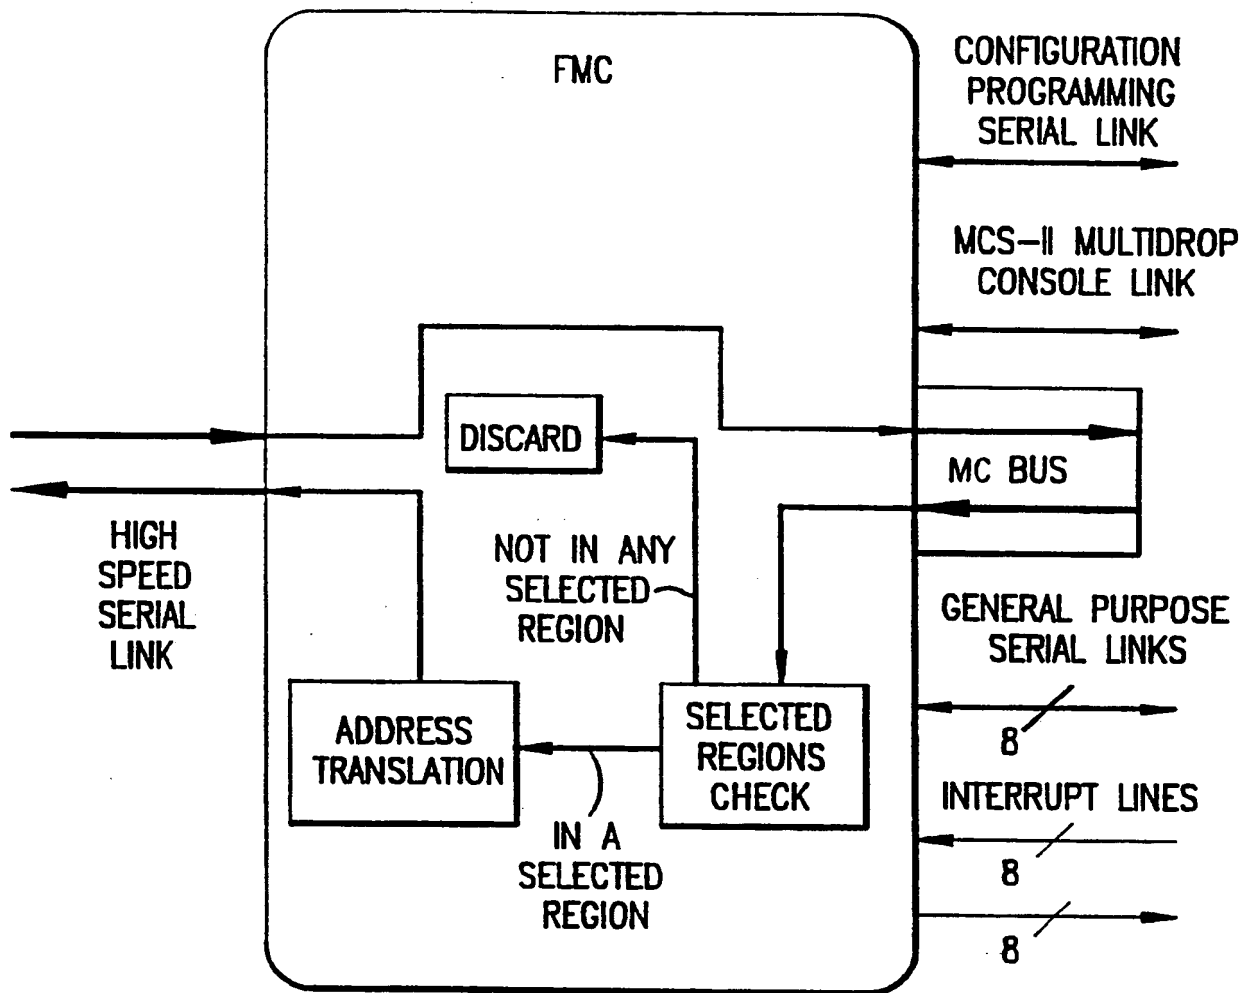 FMC
CONFIGURATION
PROGRAMMING
SERIAL LINK
MCS-II MULTIDROP
CONSOLE LINK
DISCARD
MC BUS
HIGH
SPEED
SERIAL
LINK
NOT IN ANY
SELECTED
REGION
GENERAL PURPOSE
SERIAL LINKS
8
ADDRESS
TRANSLATION
SELECTED
REGIONS
CHECK
INTERRUPT LINES
8
IN A
SELECTED
REGION
8